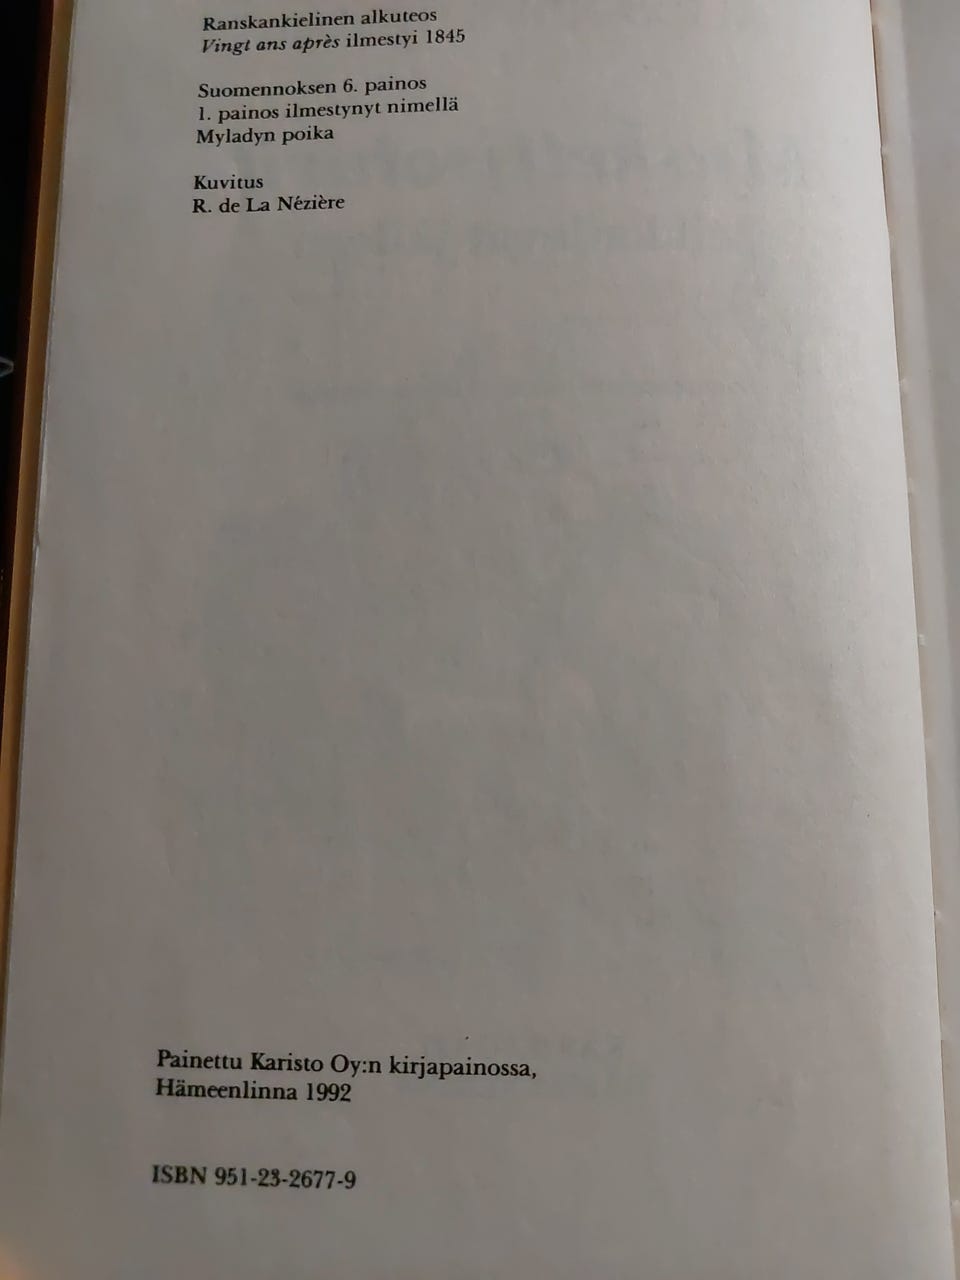 Ranskankielinen alkuteos
Vingt ans après ilmestyi 1845
Suomennoksen 6. painos
1. painos ilmestynyt nimellä
Myladyn poika
Kuvitus
R. de La Nézière
Painettu Karisto Oy:n kirjapainossa,
Hämeenlinna 1992
ISBN 951-23-2677-9